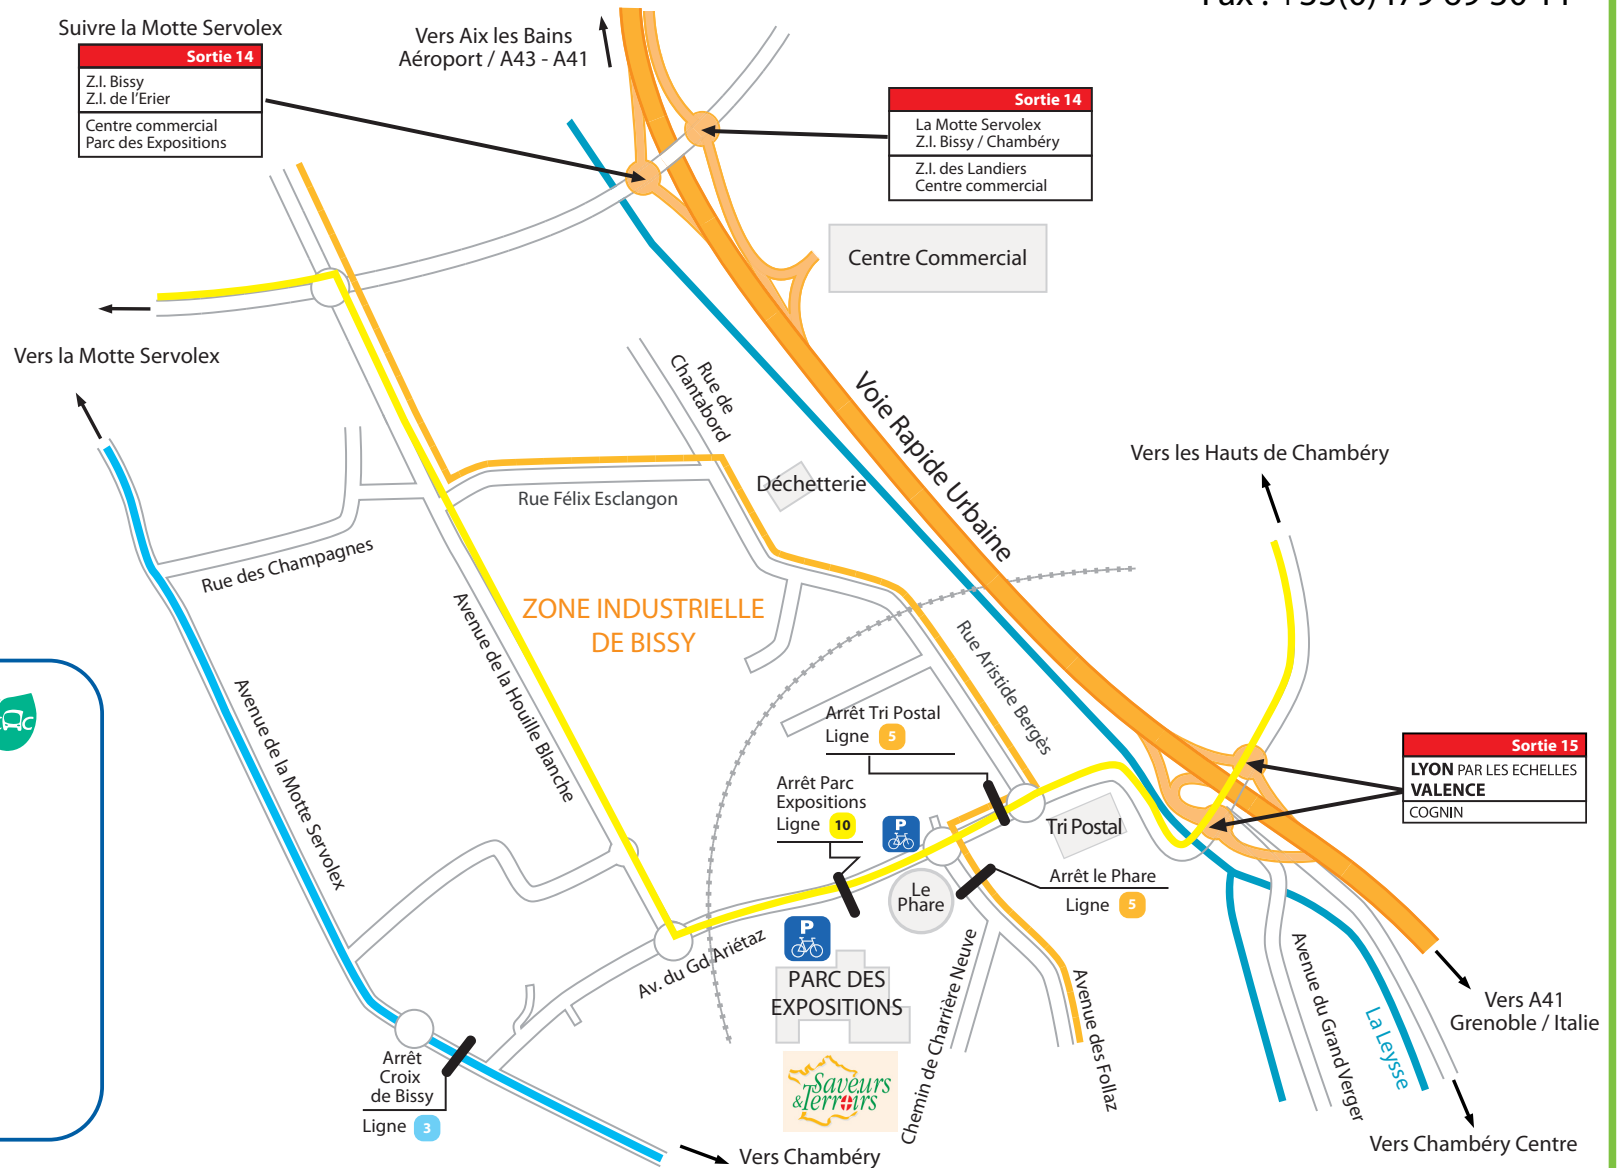 Suivre la Motte Servolex
Sortie 14
Z.I. Bissy
Z.I. de l'Erier
Centre commercial
Parc des Expositions
Vers Aix les Bains
Aéroport / A43 - A41
Sortie 14
La Motte Servolex
Z.I. Bissy / Chambéry
Z.I. des Landiers
Centre commercial
Centre Commercial
Vers la Motte Servolex
Rue de
Chantabord
Voie Rapide Urbaine
Vers les Hauts de Chambéry
Déchetterie
Rue Félix Esclangon
Rue des Champagnes
ZONE INDUSTRIELLE
DE BISSY
Avenue de la Houille Blanche
Avenue de la Motte Servolex
Rue Aristide Bergès
Arrêt Tri Postal
Ligne 5
Arrêt Parc
Expositions
Ligne 10
P
Tri Postal
Sortie 15
LYON PAR LES ECHELLES
VALENCE
COGNIN
Le
Phare
Arrêt le Phare
Ligne 5
P
Av. du Gd Ariétaz
PARC DES
EXPOSITIONS
Saveurs
& Terroirs
Chemin de Charrière Neuve
Avenue des Follaz
Avenue du Grand Verger
La Leysse
Vers A41
Grenoble / Italie
Arrêt
Croix
de Bissy
Ligne 3
Vers Chambéry
Vers Chambéry Centre